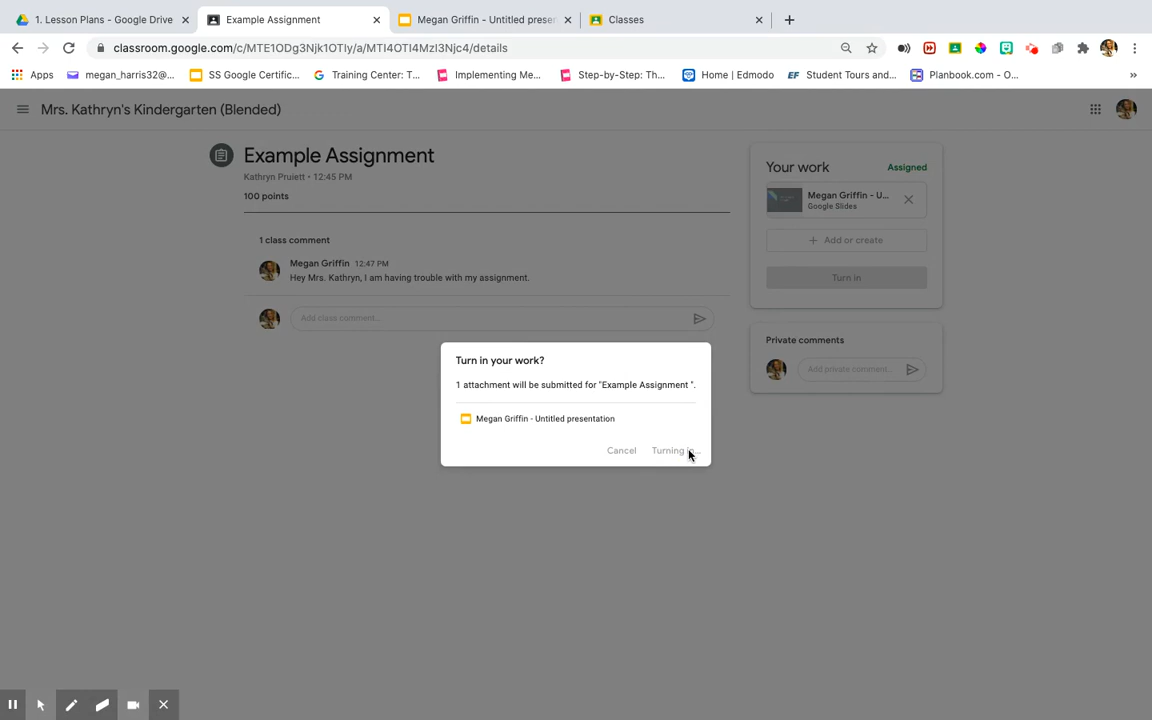 1. Lesson Plans - Google Drive
Example Assignment
Megan Griffin - Untitled presen
Classes
classroom.google.com/c/MTE1ODg3Njk1OTIy/a/MTI4OTI4MzI3Njc4/details
Apps
megan_harris32@...
SS Google Certific...
Training Center: T...
Implementing Me...
Step-by-Step: Th...
Home | Edmodo
EF
Student Tours and...
Planbook.com - O...
Mrs. Kathryn's Kindergarten (Blended)
Example Assignment
Kathryn Pruiett • 12:45 PM
100 points
1 class comment
Megan Griffin 12:47 PM
Hey Mrs. Kathryn, I am having trouble with my assignment.
Add class comment...
Your work
Assigned
Megan Griffin - U...
Google Slides
+ Add or create
Turn in
Private comments
Add private comment...
Turn in your work?
1 attachment will be submitted for "Example Assignment ".
Megan Griffin - Untitled presentation
Cancel
Turning